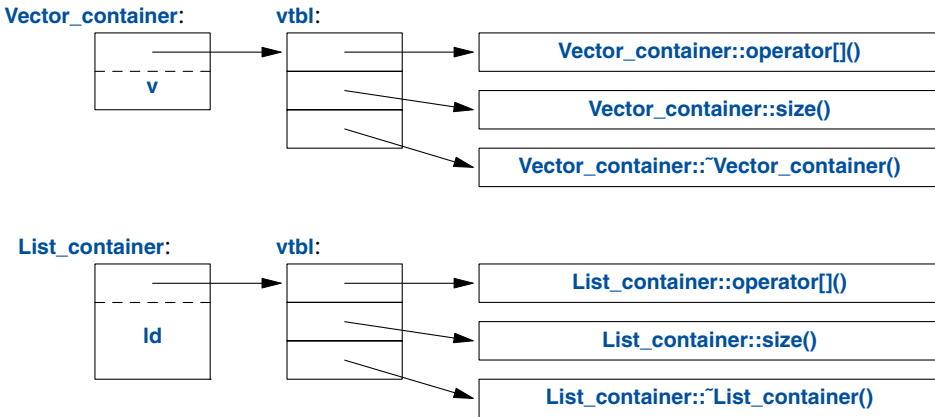 Vector_container: vtbl:
Vector_container::operator[]()
v
Vector_container::size()
Vector_container::˜Vector_container()
List_container: vtbl:
List_container::operator[]()
ld
List_container::size()
List_container::˜List_container()